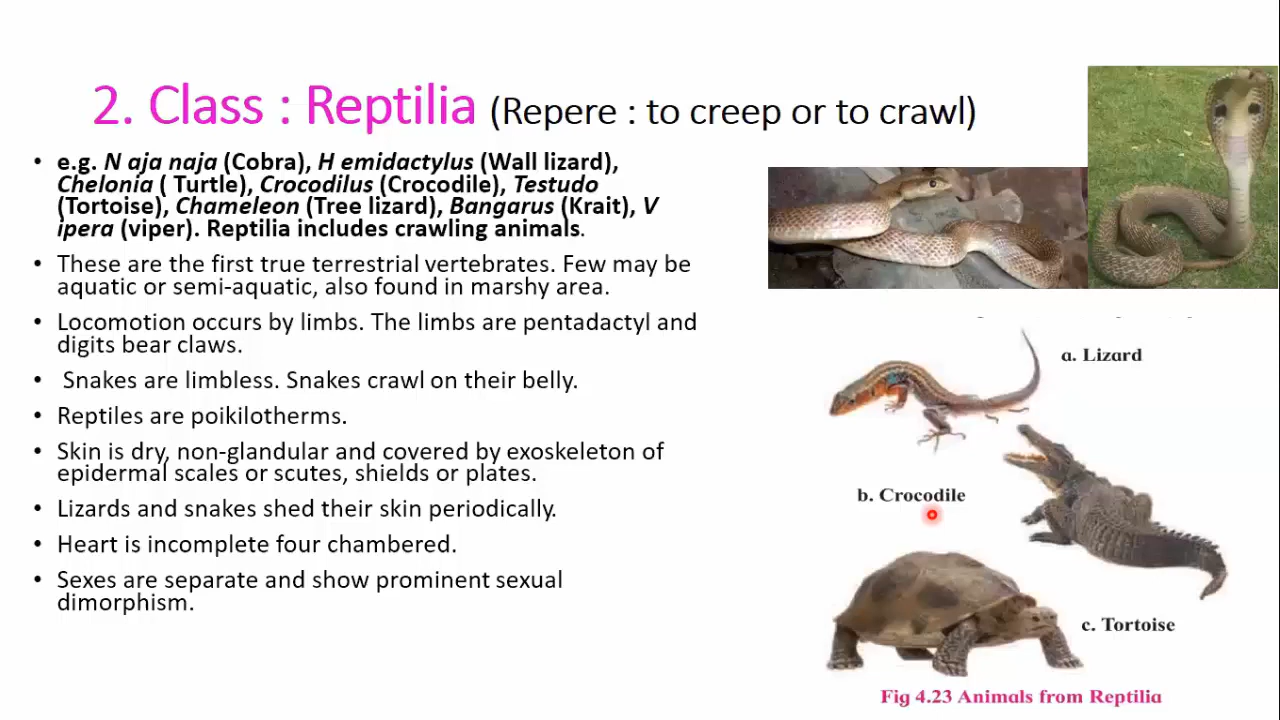 2. Class : Reptilia (Repere : to creep or to crawl)
• e.g. N aja naja (Cobra), H emidactylus (Wall lizard),
Chelonia ( Turtle), Crocodilus (Crocodile), Testudo
(Tortoise), Chameleon (Tree lizard), Bangarus (Krait), V
ipera (viper). Reptilia includes crawling animals.
• These are the first true terrestrial vertebrates. Few may be
aquatic or semi-aquatic, also found in marshy area.
• Locomotion occurs by limbs. The limbs are pentadactyl and
digits bear claws.
• Snakes are limbless. Snakes crawl on their belly.
• Reptiles are poikilotherms.
• Skin is dry, non-glandular and covered by exoskeleton of
epidermal scales or scutes, shields or plates.
• Lizards and snakes shed their skin periodically.
• Heart is incomplete four chambered.
• Sexes are separate and show prominent sexual
dimorphism.
a. Lizard
b. Crocodile
c. Tortoise
Fig 4.23 Animals from Reptilia